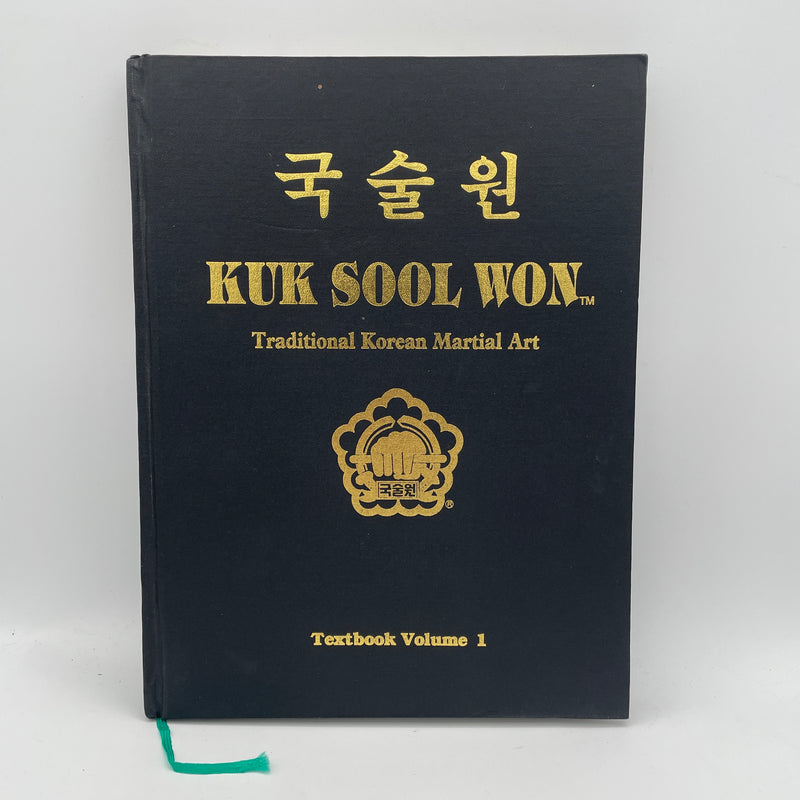 국술원
KUK SOOL WON™
Traditional Korean Martial Art
국술원
®
Textbook Volume 1